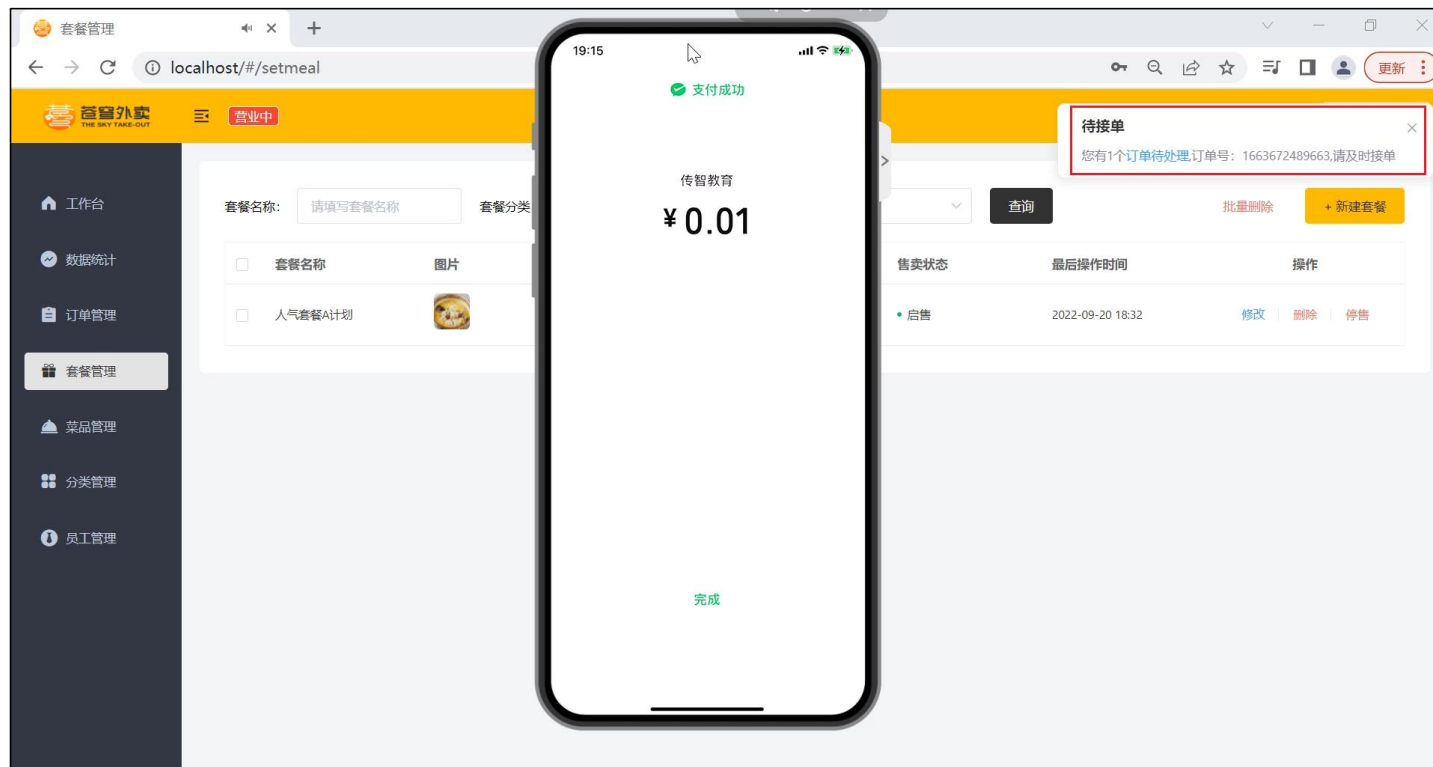 套餐管理
localhost/#/setmeal
更新
苍穹外卖
THE SKY TAKE-OUT
营业中
19:15
支付成功
传智教育
¥0.01
完成
待接单
您有1个订单待处理,订单号：1663672489663,请及时接单
工作台
数据统计
订单管理
套餐管理
菜品管理
分类管理
员工管理
套餐名称: 请填写套餐名称 套餐分类 查询 批量删除 + 新建套餐
套餐名称 图片 售卖状态 最后操作时间 操作
人气套餐A计划 启售 2022-09-20 18:32 修改 删除 停售